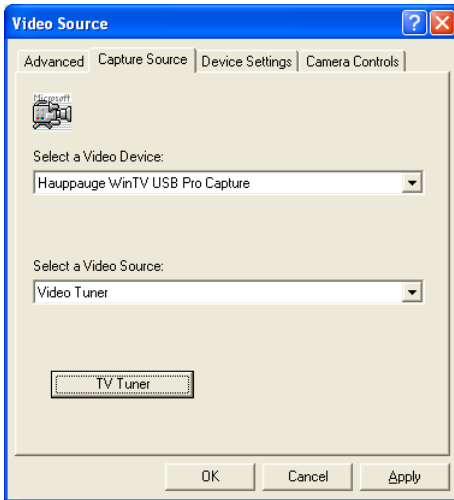 Video Source
Advanced Capture Source Device Settings Camera Controls
Microsoft
Select a Video Device:
Hauppauge WinTV USB Pro Capture
Select a Video Source:
Video Tuner
TV Tuner
OK Cancel Apply